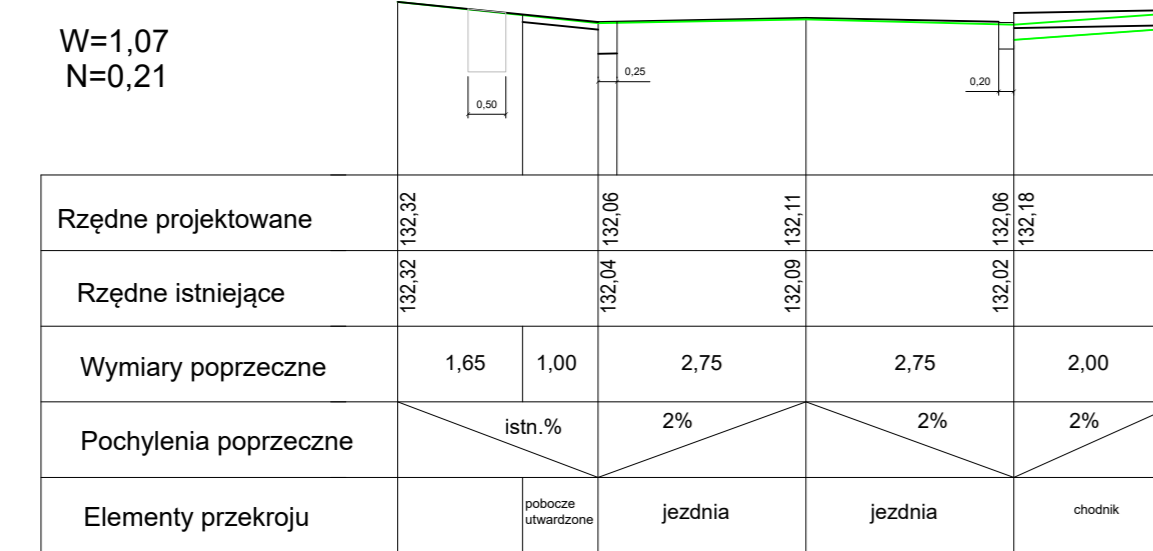 W=1,07
N=0,21
0,50
0,25
0,20
Rzędne projektowane
132,32
132,06
132,11
132,06
132,18
Rzędne istniejące
132,32
132,04
132,09
132,02
Wymiary poprzeczne
1,65
1,00
2,75
2,75
2,00
Pochylenia poprzeczne
istn.%
2%
2%
2%
Elementy przekroju
pobocze
utwardzone
jezdnia
jezdnia
chodnik